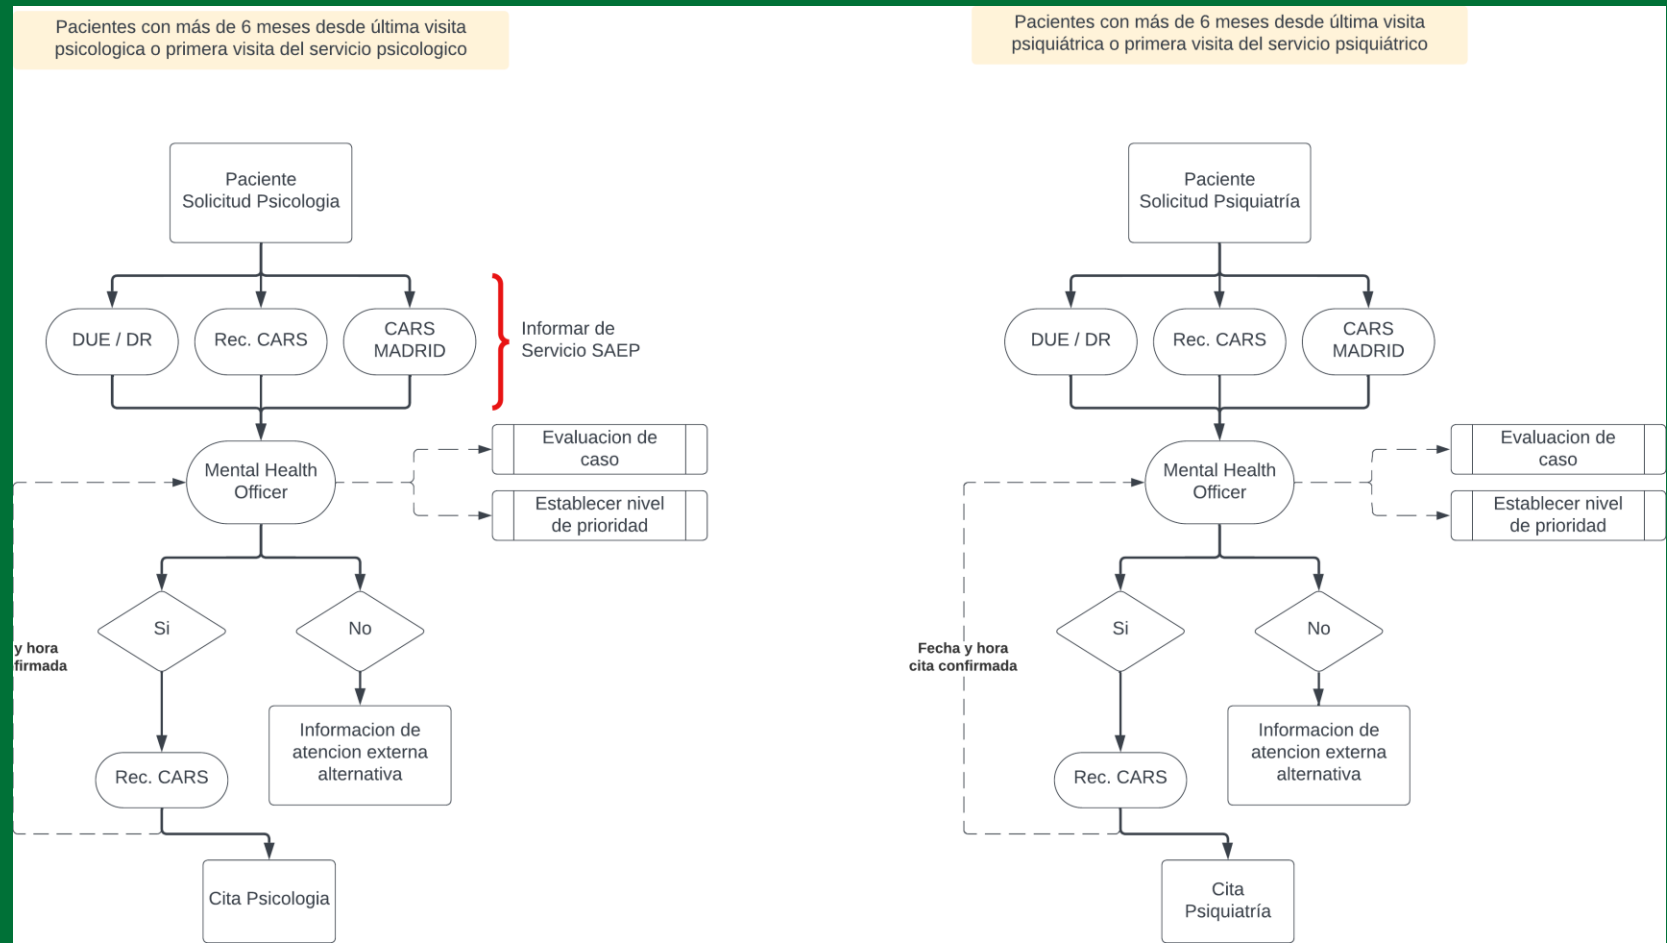 Pacientes con más de 6 meses desde última visita
psicologica o primera visita del servicio psicologico
Paciente
Solicitud Psicologia
DUE / DR
Rec. CARS
CARS
MADRID
Informar de
Servicio SAEP
Mental Health
Officer
Evaluacion de
caso
Establecer nivel
de prioridad
Si
No
y hora
firmada
Informacion de
atencion externa
alternativa
Rec. CARS
Cita Psicologia
Pacientes con más de 6 meses desde última visita
psiquiátrica o primera visita del servicio psiquiátrico
Paciente
Solicitud Psiquiatría
DUE / DR
Rec. CARS
CARS
MADRID
Mental Health
Officer
Evaluacion de
caso
Establecer nivel
de prioridad
Si
No
Fecha y hora
cita confirmada
Informacion de
atencion externa
alternativa
Rec. CARS
Cita
Psiquiatría